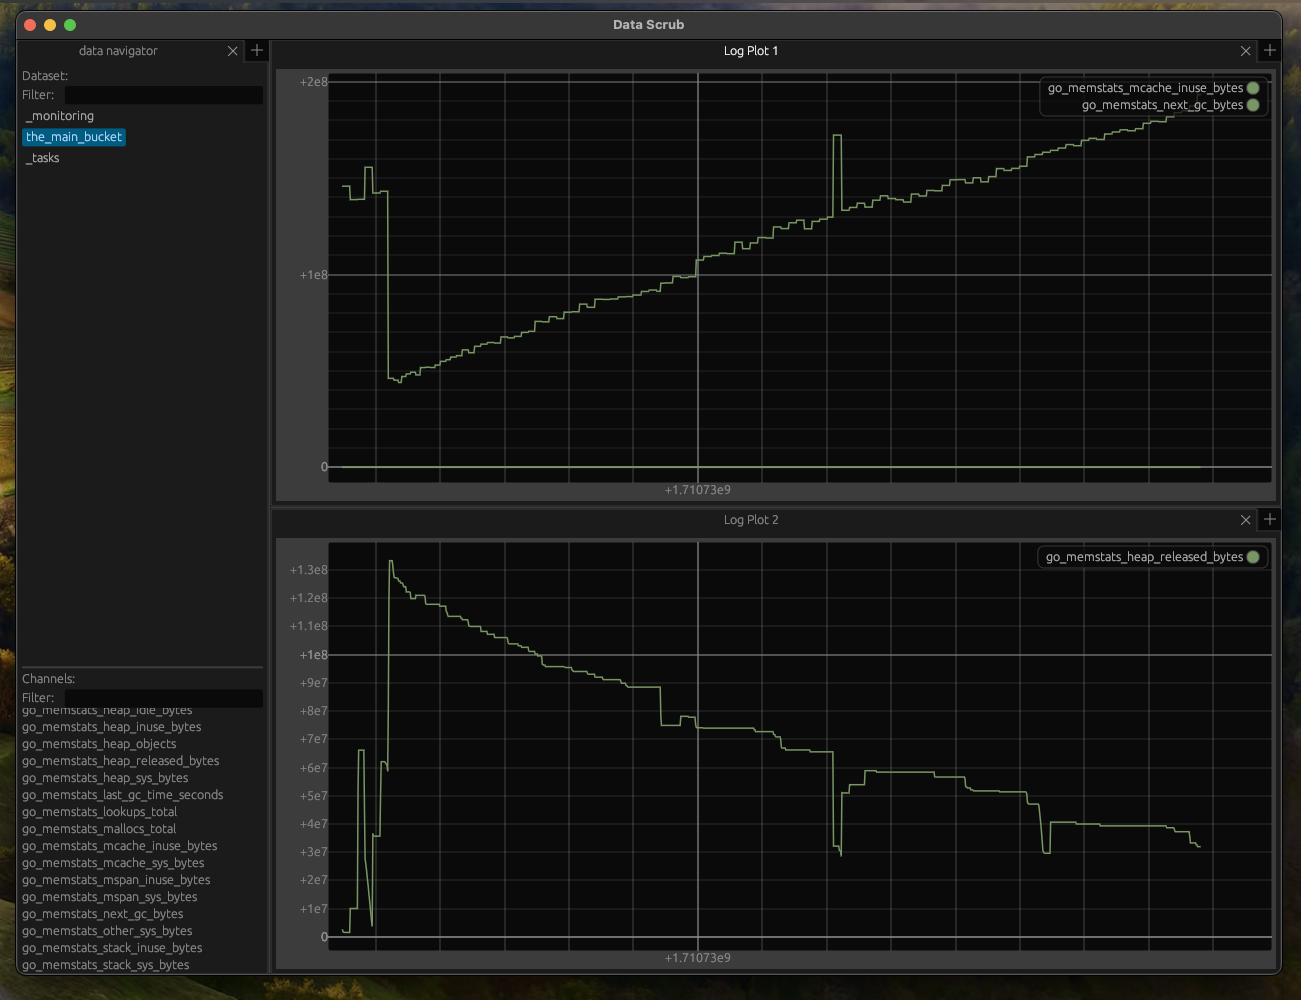 Data Scrub
data navigator
Dataset:
Filter:
_monitoring
the_main_bucket
_tasks
Channels:
Filter:
go_memstats_heap_idle_bytes
go_memstats_heap_inuse_bytes
go_memstats_heap_objects
go_memstats_heap_released_bytes
go_memstats_heap_sys_bytes
go_memstats_last_gc_time_seconds
go_memstats_lookups_total
go_memstats_mallocs_total
go_memstats_mcache_inuse_bytes
go_memstats_mcache_sys_bytes
go_memstats_mspan_inuse_bytes
go_memstats_mspan_sys_bytes
go_memstats_next_gc_bytes
go_memstats_other_sys_bytes
go_memstats_stack_inuse_bytes
go_memstats_stack_sys_bytes
Log Plot 1
+2e8
go_memstats_mcache_inuse_bytes
go_memstats_next_gc_bytes
+1e8
0
+1.71073e9
Log Plot 2
go_memstats_heap_released_bytes
+1.3e8
+1.2e8
+1.1e8
+1e8
+9e7
+8e7
+7e7
+6e7
+5e7
+4e7
+3e7
+2e7
+1e7
0
+1.71073e9